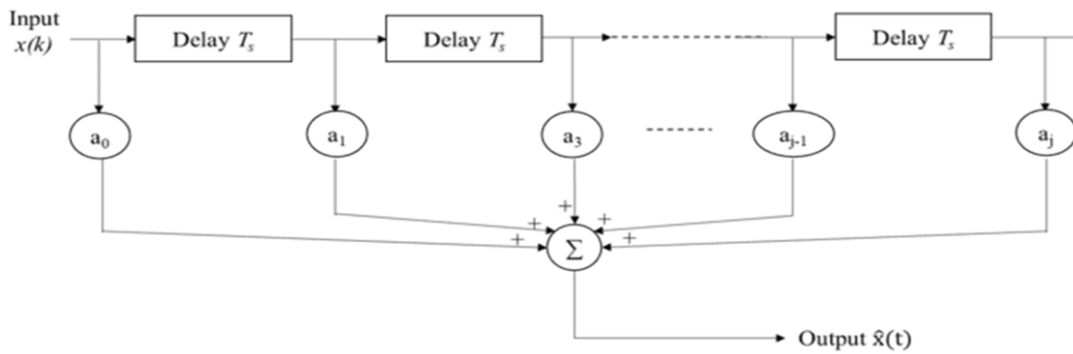 Input
x(k)
Delay Tₛ
Delay Tₛ
Delay Tₛ
a₀
a₁
a₃
aⱼ₋₁
aⱼ
+
+
+
+
+
Σ
Output x̂(t)